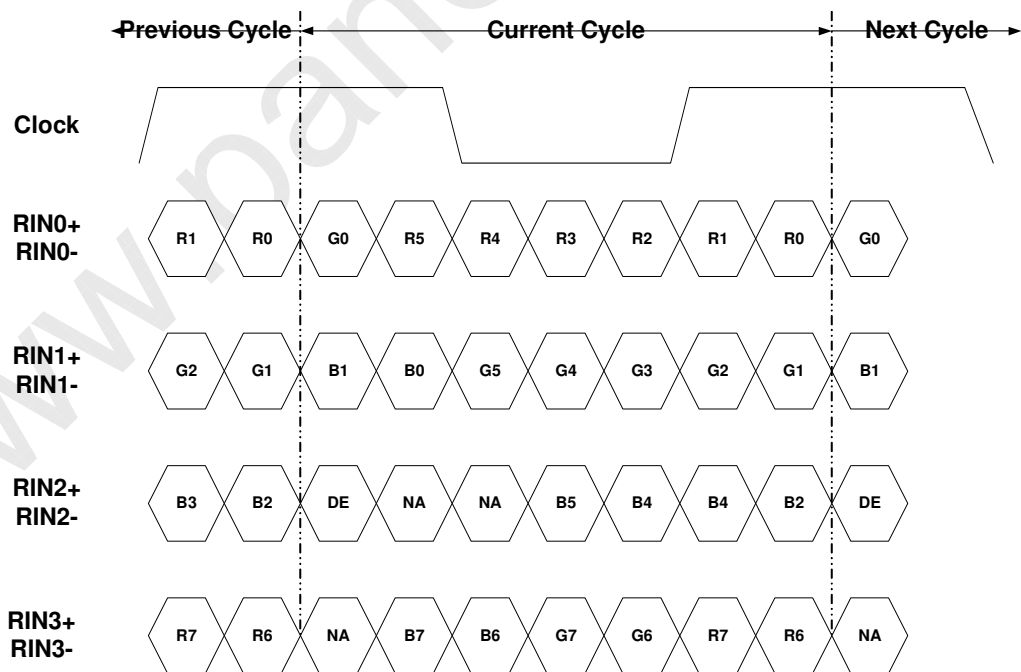 Previous Cycle Current Cycle Next Cycle
Clock
RIN0+
RIN0-
R1 R0 G0 R5 R4 R3 R2 R1 R0 G0
RIN1+
RIN1-
G2 G1 B1 B0 G5 G4 G3 G2 G1 B1
RIN2+
RIN2-
B3 B2 DE NA NA B5 B4 B4 B2 DE
RIN3+
RIN3-
R7 R6 NA B7 B6 G7 G6 R7 R6 NA